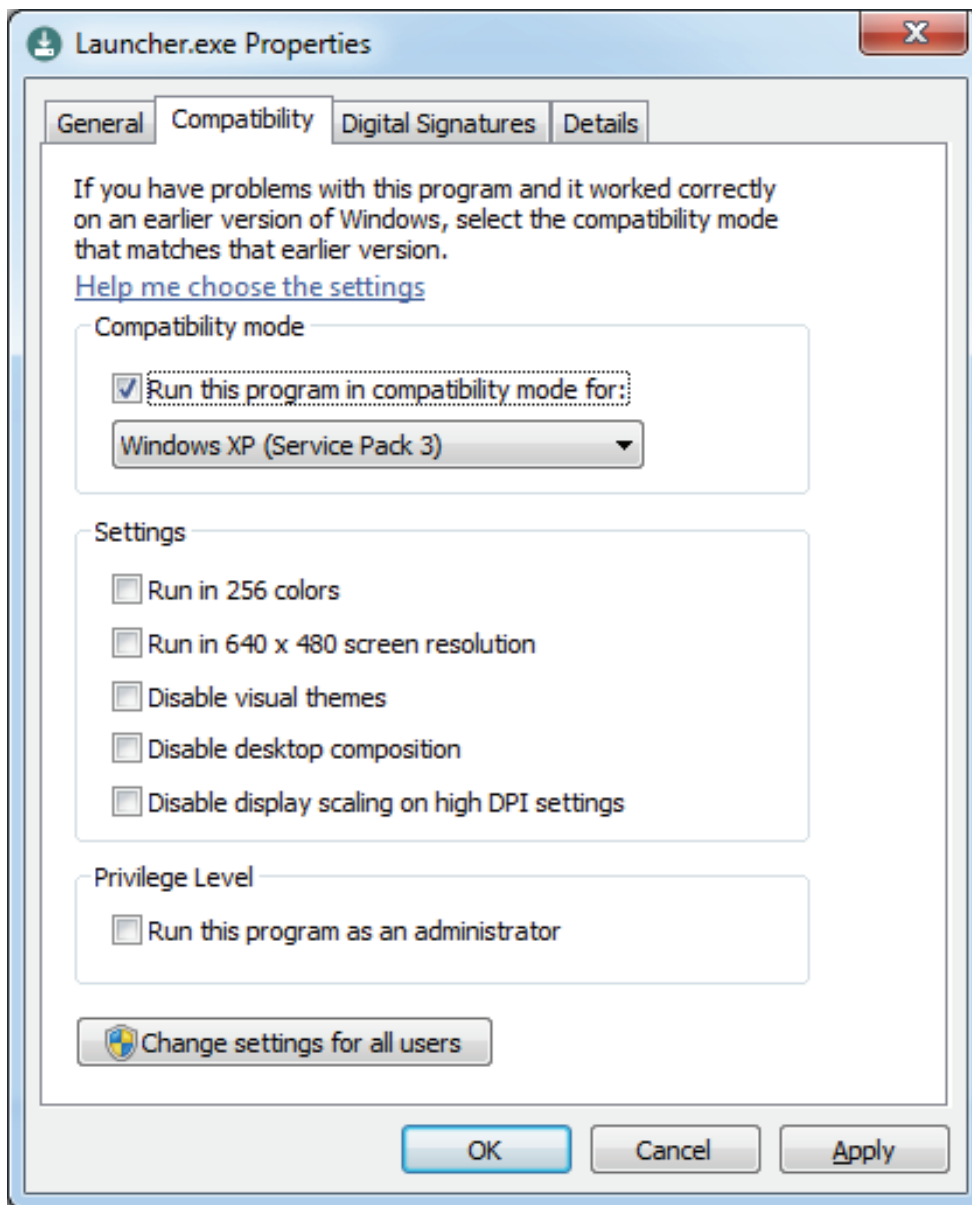 Launcher.exe Properties
General Compatibility Digital Signatures Details
If you have problems with this program and it worked correctly
on an earlier version of Windows, select the compatibility mode
that matches that earlier version.
Help me choose the settings
Compatibility mode
Run this program in compatibility mode for:
Windows XP (Service Pack 3)
Settings
Run in 256 colors
Run in 640 x 480 screen resolution
Disable visual themes
Disable desktop composition
Disable display scaling on high DPI settings
Privilege Level
Run this program as an administrator
Change settings for all users
OK Cancel Apply